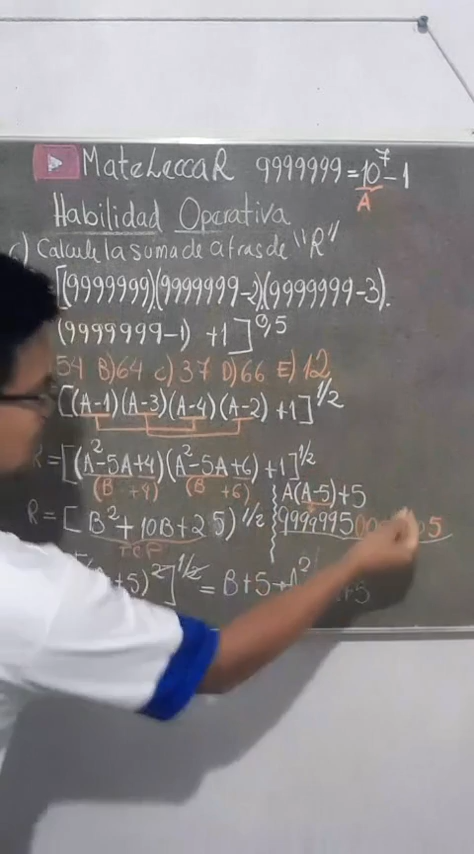 MateLeccaR 9999999=10⁷-1
A
Habilidad Operativa
Calcule la suma de cifras de "R"
[(9999999)(9999999-2)(9999999-3).
(9999999-1) +1]^0,5
54 B)64 C)37 D)66 E)12
[(A-1)(A-3)(A-4)(A-2) +1]^1/2
R=[(A²-5A+4)(A²-5A+6)+1]^1/2
(B +4) (B +6)
A(A-5)+5
R=[B²+10B+25)^1/2
9999995
5
+5)²]^1/2 = B+5
+5